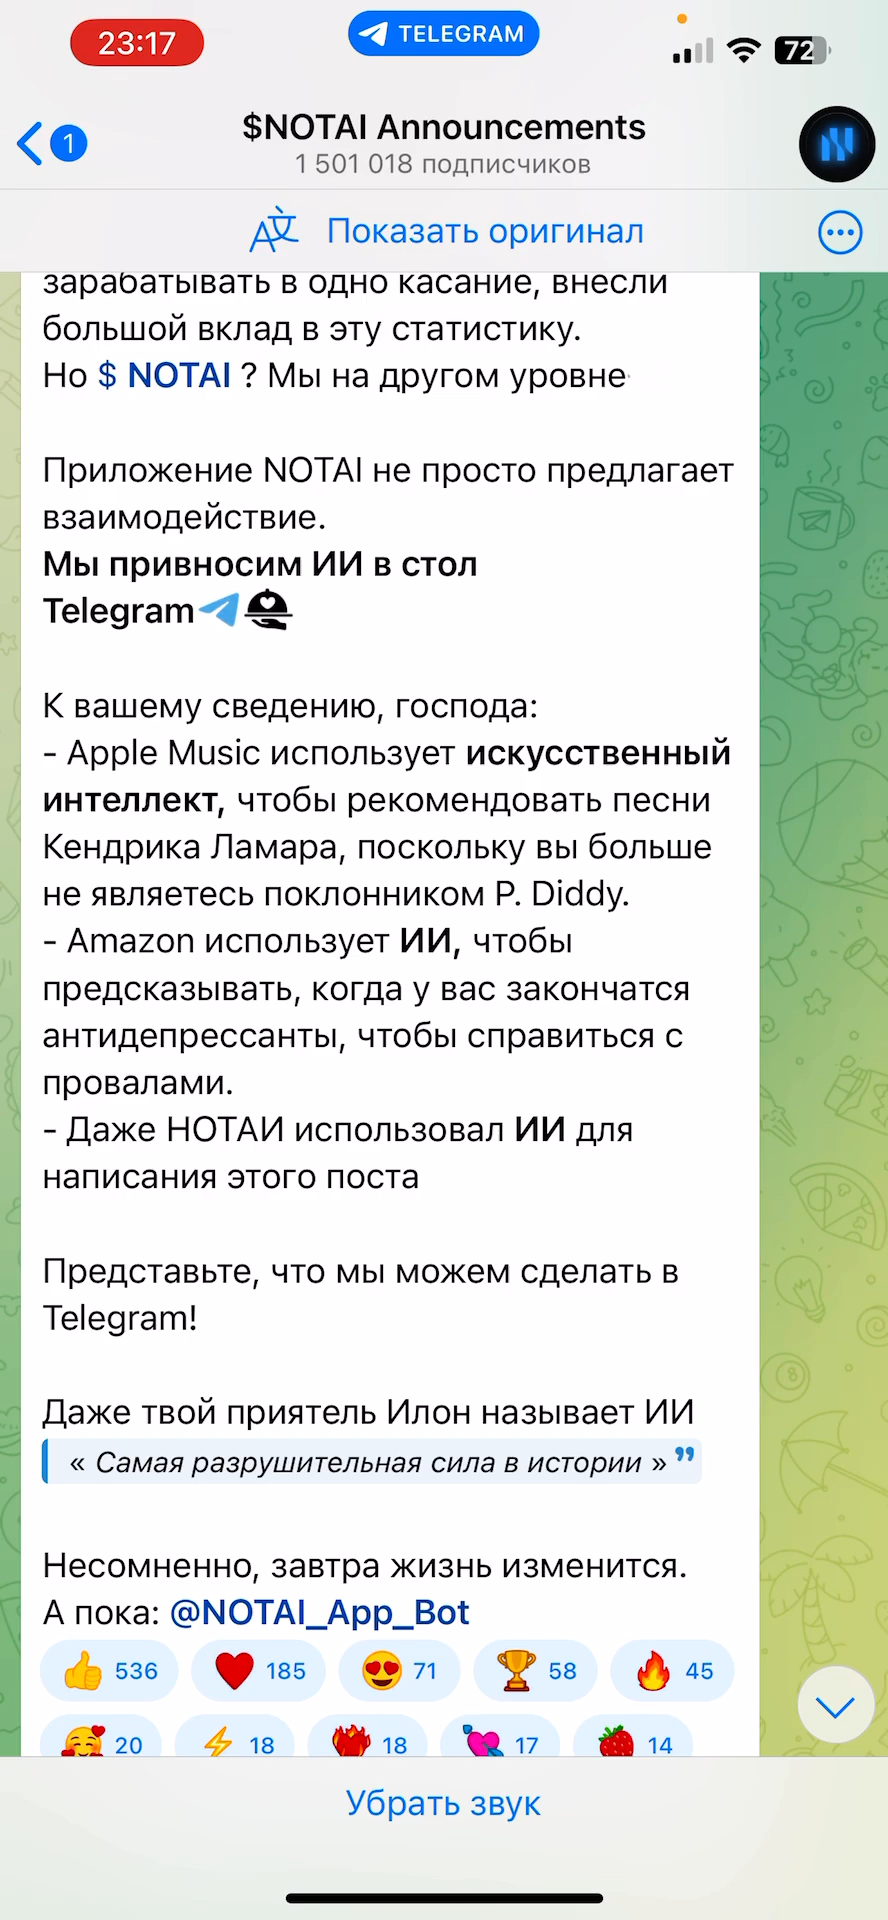 23:17
TELEGRAM
72
1
$NOTAI Announcements
1 501 018 подписчиков
Показать оригинал
зарабатывать в одно касание, внесли
большой вклад в эту статистику.
Но $ NOTAI ? Мы на другом уровне
Приложение NOTAI не просто предлагает
взаимодействие.
Мы привносим ИИ в стол
Telegram
К вашему сведению, господа:
- Apple Music использует искусственный
интеллект, чтобы рекомендовать песни
Кендрика Ламара, поскольку вы больше
не являетесь поклонником P. Diddy.
- Amazon использует ИИ, чтобы
предсказывать, когда у вас закончатся
антидепрессанты, чтобы справиться с
провалами.
- Даже НОТАИ использовал ИИ для
написания этого поста
Представьте, что мы можем сделать в
Telegram!
Даже твой приятель Илон называет ИИ
« Самая разрушительная сила в истории »
Несомненно, завтра жизнь изменится.
А пока: @NOTAI_App_Bot
536 185 71 58 45
20 18 18 17 14
Убрать звук